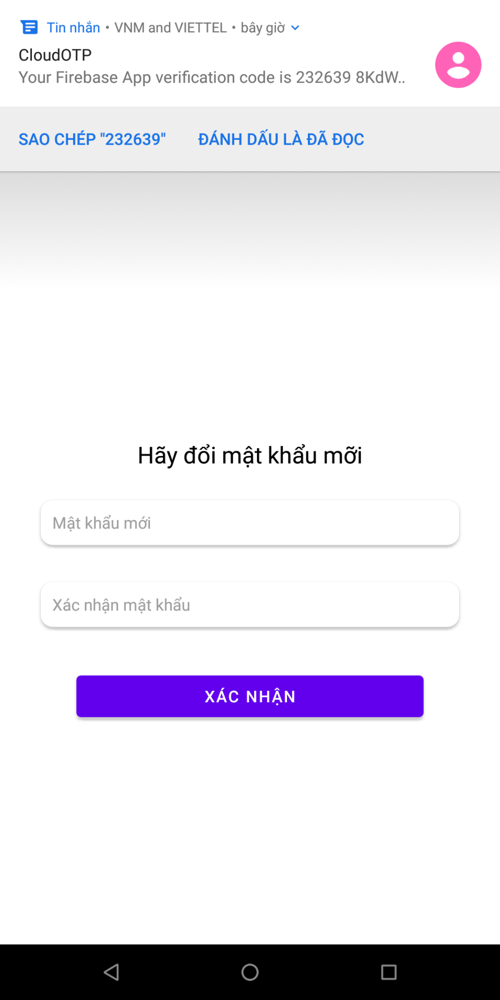 Tin nhắn • VNM and VIETTEL • bây giờ
CloudOTP
Your Firebase App verification code is 232639 8KdW..
SAO CHÉP "232639" ĐÁNH DẤU LÀ ĐÃ ĐỌC
Hãy đổi mật khẩu mỡi
Mật khẩu mới
Xác nhận mật khẩu
XÁC NHẬN